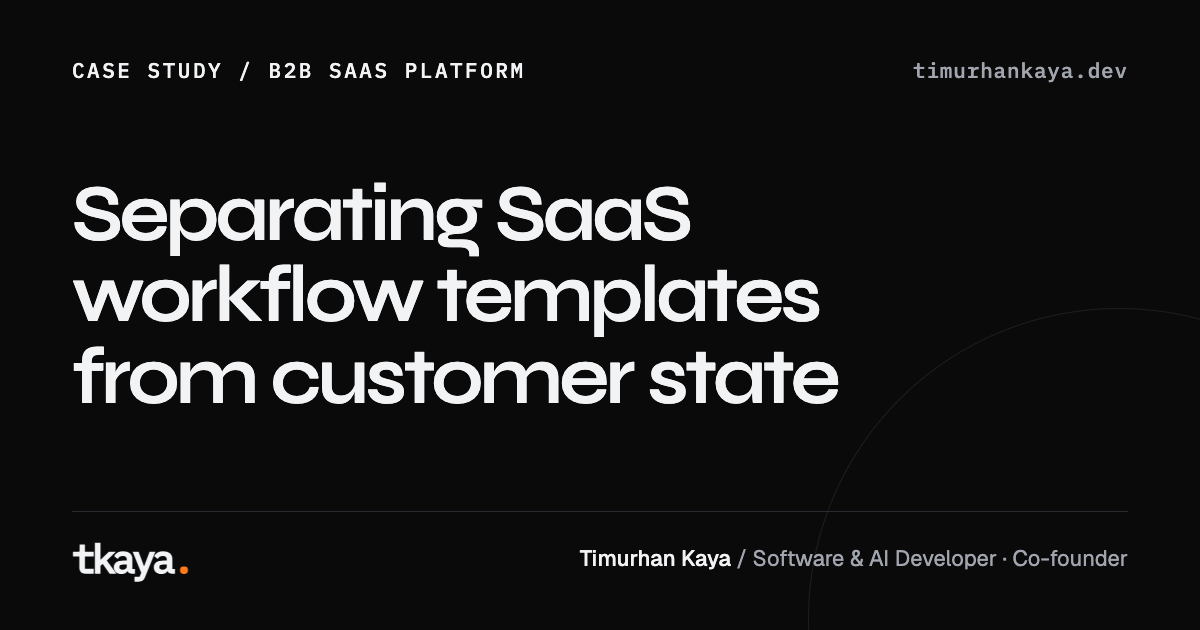 CASE STUDY / B2B SAAS PLATFORM
timurhankaya.dev
Separating SaaS
workflow templates
from customer state
tkaya.
Timurhan Kaya / Software & AI Developer · Co-founder